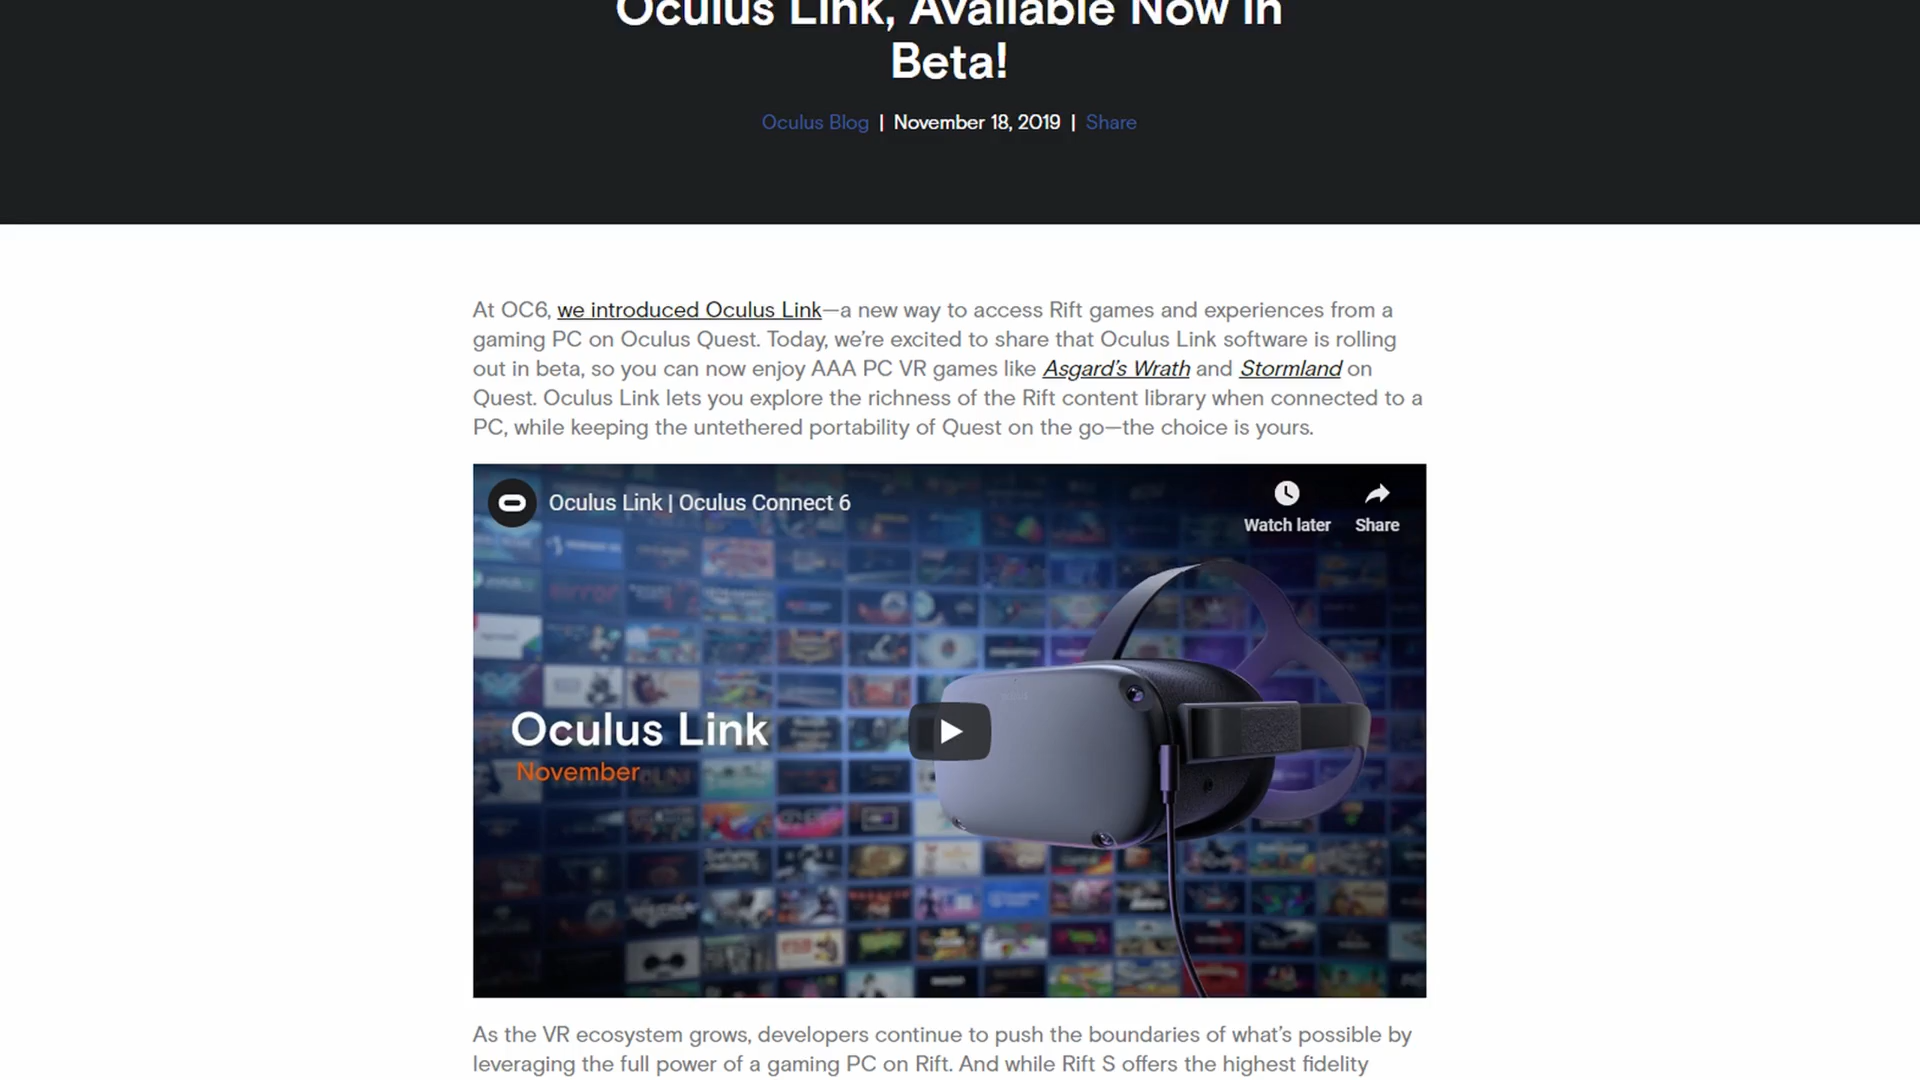 Oculus Link, Available Now in
Beta!
Oculus Blog | November 18, 2019 | Share
At OC6, we introduced Oculus Link—a new way to access Rift games and experiences from a
gaming PC on Oculus Quest. Today, we’re excited to share that Oculus Link software is rolling
out in beta, so you can now enjoy AAA PC VR games like Asgard’s Wrath and Stormland on
Quest. Oculus Link lets you explore the richness of the Rift content library when connected to a
PC, while keeping the untethered portability of Quest on the go—the choice is yours.
Oculus Link | Oculus Connect 6
Watch later
Share
Oculus Link
November
As the VR ecosystem grows, developers continue to push the boundaries of what’s possible by
leveraging the full power of a gaming PC on Rift. And while Rift S offers the highest fidelity